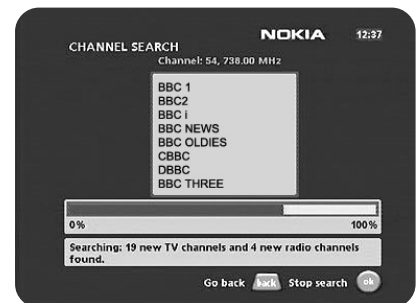 NOKIA 12:37
CHANNEL SEARCH
Channel: 54, 738.00 MHz
BBC 1
BBC2
BBC i
BBC NEWS
BBC OLDIES
CBBC
DBBC
BBC THREE
0% 100%
Searching: 19 new TV channels and 4 new radio channels
found.
Go back back Stop search ok